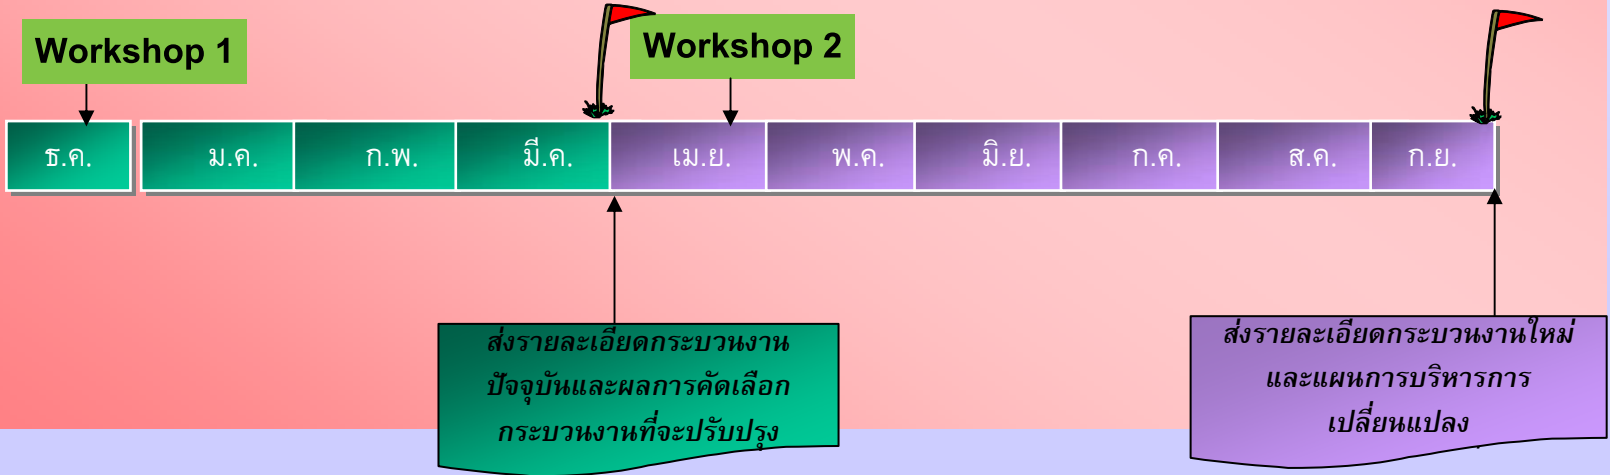 Workshop 1
Workshop 2
ธ.ค. ม.ค. ก.พ. มี.ค. เม.ย. พ.ค. มิ.ย. ก.ค. ส.ค. ก.ย.
ส่งรายละเอียดกระบวนงาน
ปัจจุบันและผลการคัดเลือก
กระบวนงานที่จะปรับปรุง
ส่งรายละเอียดกระบวนงานใหม่
และแผนการบริหารการ
เปลี่ยนแปลง